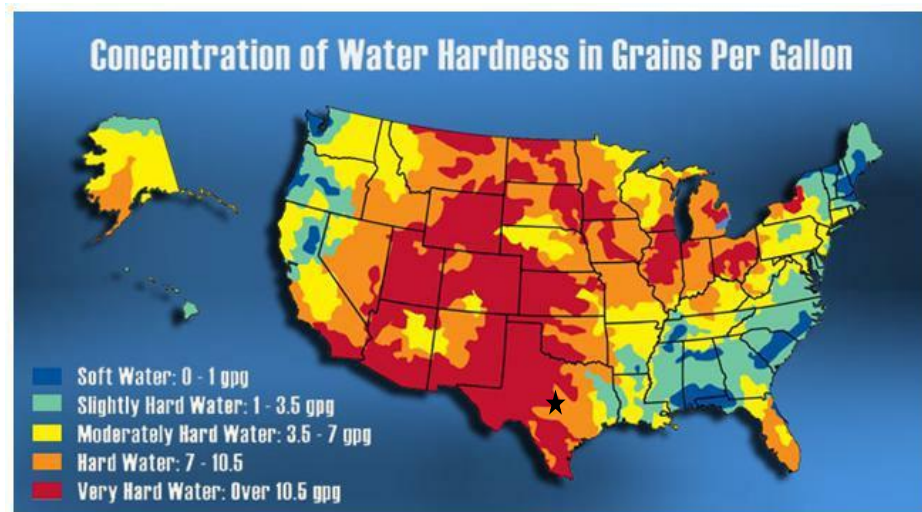 Concentration of Water Hardness in Grains Per Gallon
Soft Water: 0 - 1 gpg
Slightly Hard Water: 1 - 3.5 gpg
Moderately Hard Water: 3.5 - 7 gpg
Hard Water: 7 - 10.5
Very Hard Water: Over 10.5 gpg